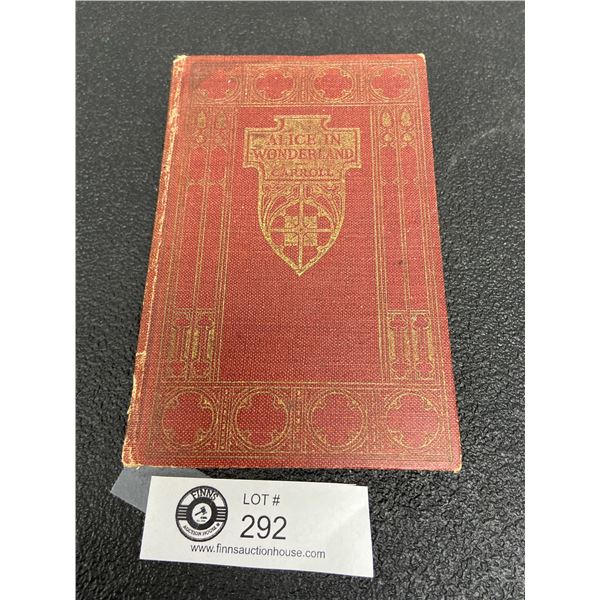 ALICE IN
WONDERLAND
CARROLL
FINNS
AUCTION HOUSE
LOT #
292
www.finnsauctionhouse.com